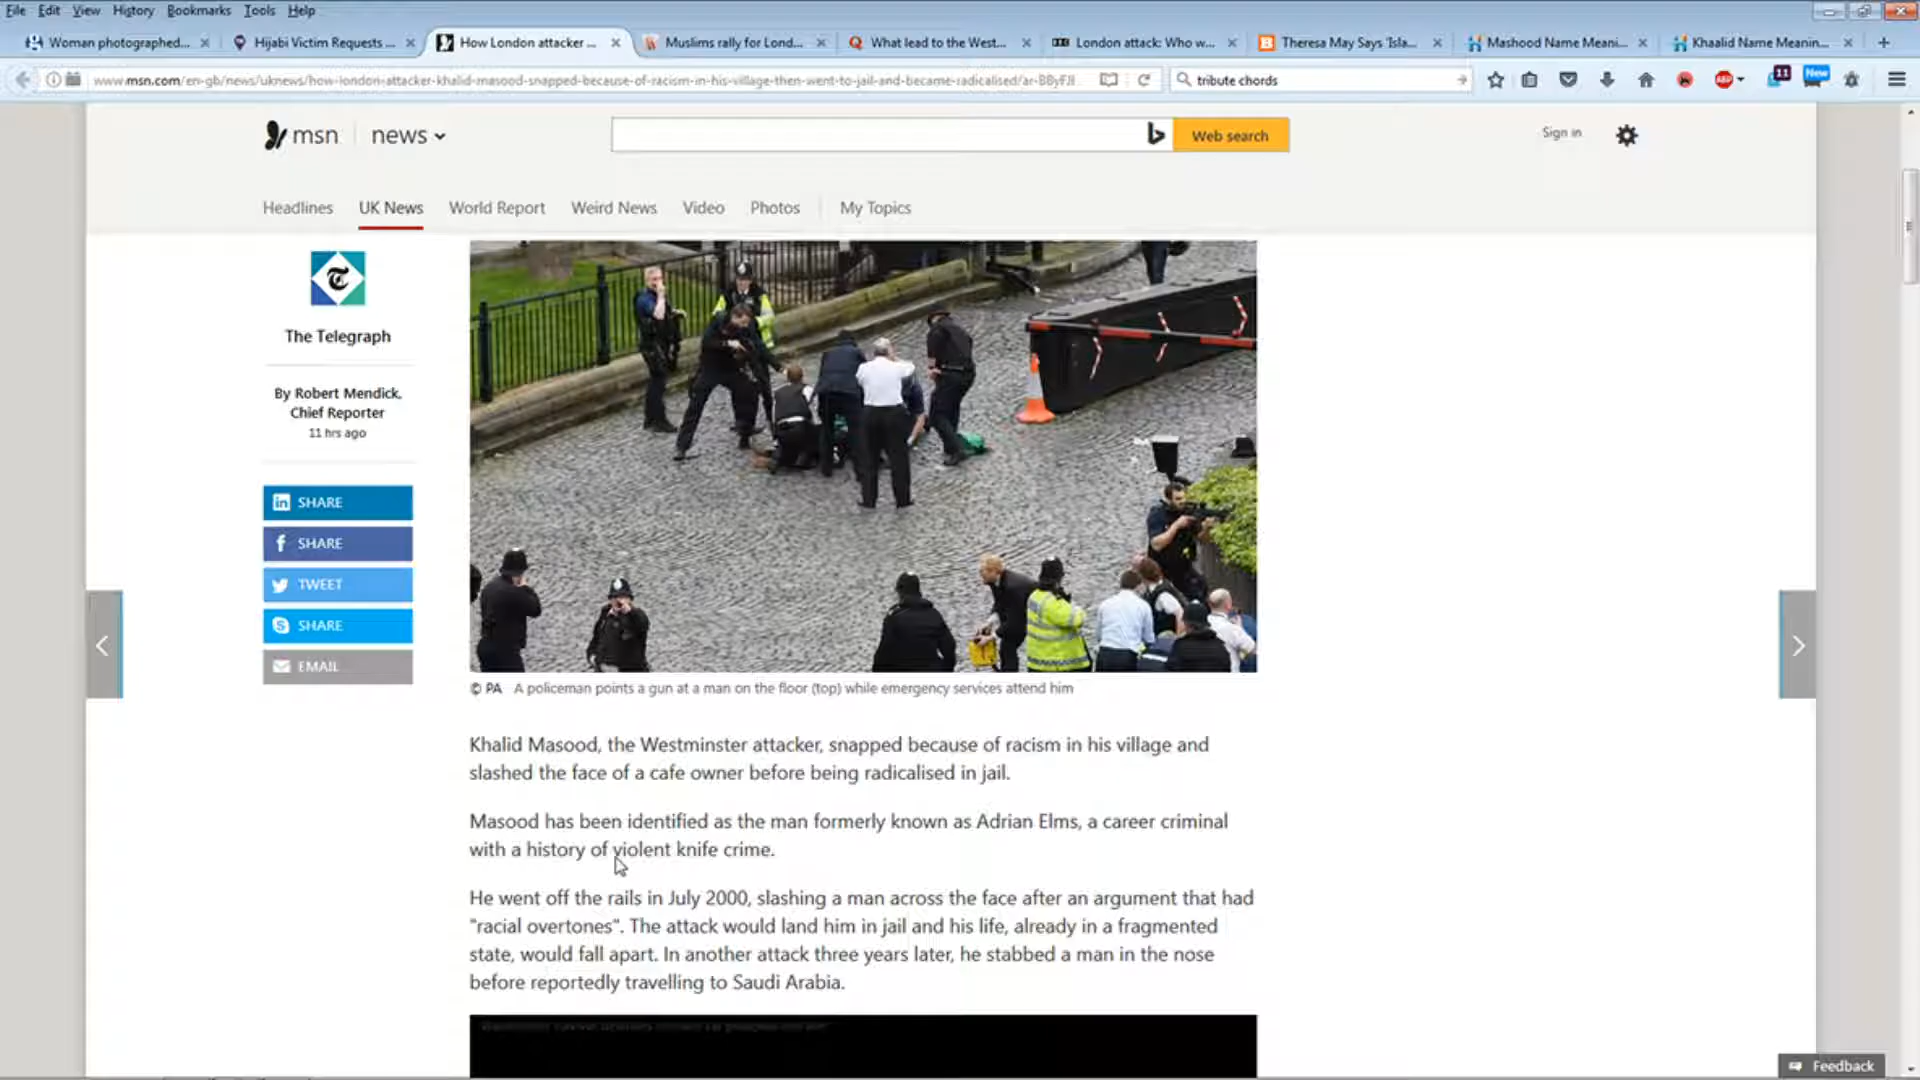 File Edit View History Bookmarks Tools Help
Woman photographed... Hijabi Victim Requests ... How London attacker ... Muslims rally for Lond... What lead to the West... London attack: Who w... Theresa May Says 'Isla... Mashood Name Meani... Khaalid Name Meanin...
www.msn.com/en-gb/news/uknews/how-london-attacker-khalid-masood-snapped-because-of-racism-in-his-village-then-went-to-jail-and-became-radicalised/ar-BByFJI
tribute chords
ABP
11
New
msn
news
Web search
Sign in
Headlines UK News World Report Weird News Video Photos My Topics
The Telegraph
By Robert Mendick,
Chief Reporter
11 hrs ago
SHARE
SHARE
TWEET
SHARE
EMAIL
© PA A policeman points a gun at a man on the floor (top) while emergency services attend him
Khalid Masood, the Westminster attacker, snapped because of racism in his village and
slashed the face of a cafe owner before being radicalised in jail.
Masood has been identified as the man formerly known as Adrian Elms, a career criminal
with a history of violent knife crime.
He went off the rails in July 2000, slashing a man across the face after an argument that had
"racial overtones". The attack would land him in jail and his life, already in a fragmented
state, would fall apart. In another attack three years later, he stabbed a man in the nose
before reportedly travelling to Saudi Arabia.
Feedback